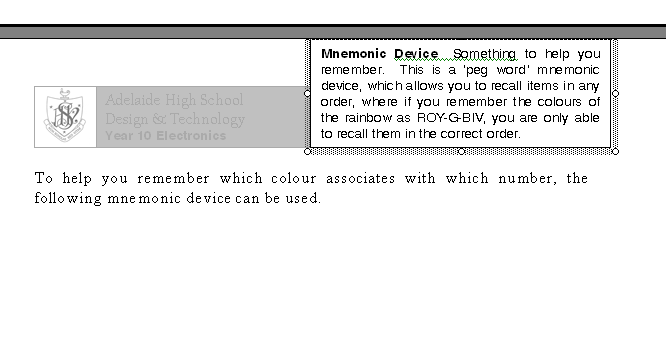 Mnemonic Device Something to help you
remember. This is a 'peg word' mnemonic
device, which allows you to recall items in any
order, where if you remember the colours of
the rainbow as ROY-G-BIV, you are only able
to recall them in the correct order.
Adelaide High School
Design & Technology
Year 10 Electronics
To help you remember which colour associates with which number, the
following mnemonic device can be used.